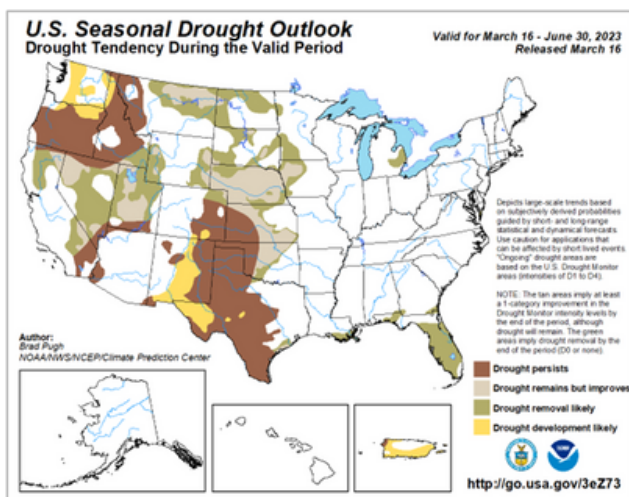 U.S. Seasonal Drought Outlook
Drought Tendency During the Valid Period
Valid for March 16 - June 30, 2023
Released March 16
Depicts large-scale trends based
on subjectively derived probabilities
guided by short- and long-range
statistical and dynamical forecasts.
Use caution for applications that
can be affected by short lived events.
"Ongoing" drought areas are
based on the U.S. Drought Monitor
areas (intensities of D1 to D4).
NOTE: The tan areas imply at least
a 1-category improvement in the
Drought Monitor intensity levels by
the end of the period, although
drought will remain. The green
areas imply drought removal by the
end of the period (D0 or none).
Author:
Brad Pugh
NOAA/NWS/NCEP/Climate Prediction Center
Drought persists
Drought remains but improves
Drought removal likely
Drought development likely
http://go.usa.gov/3eZ73